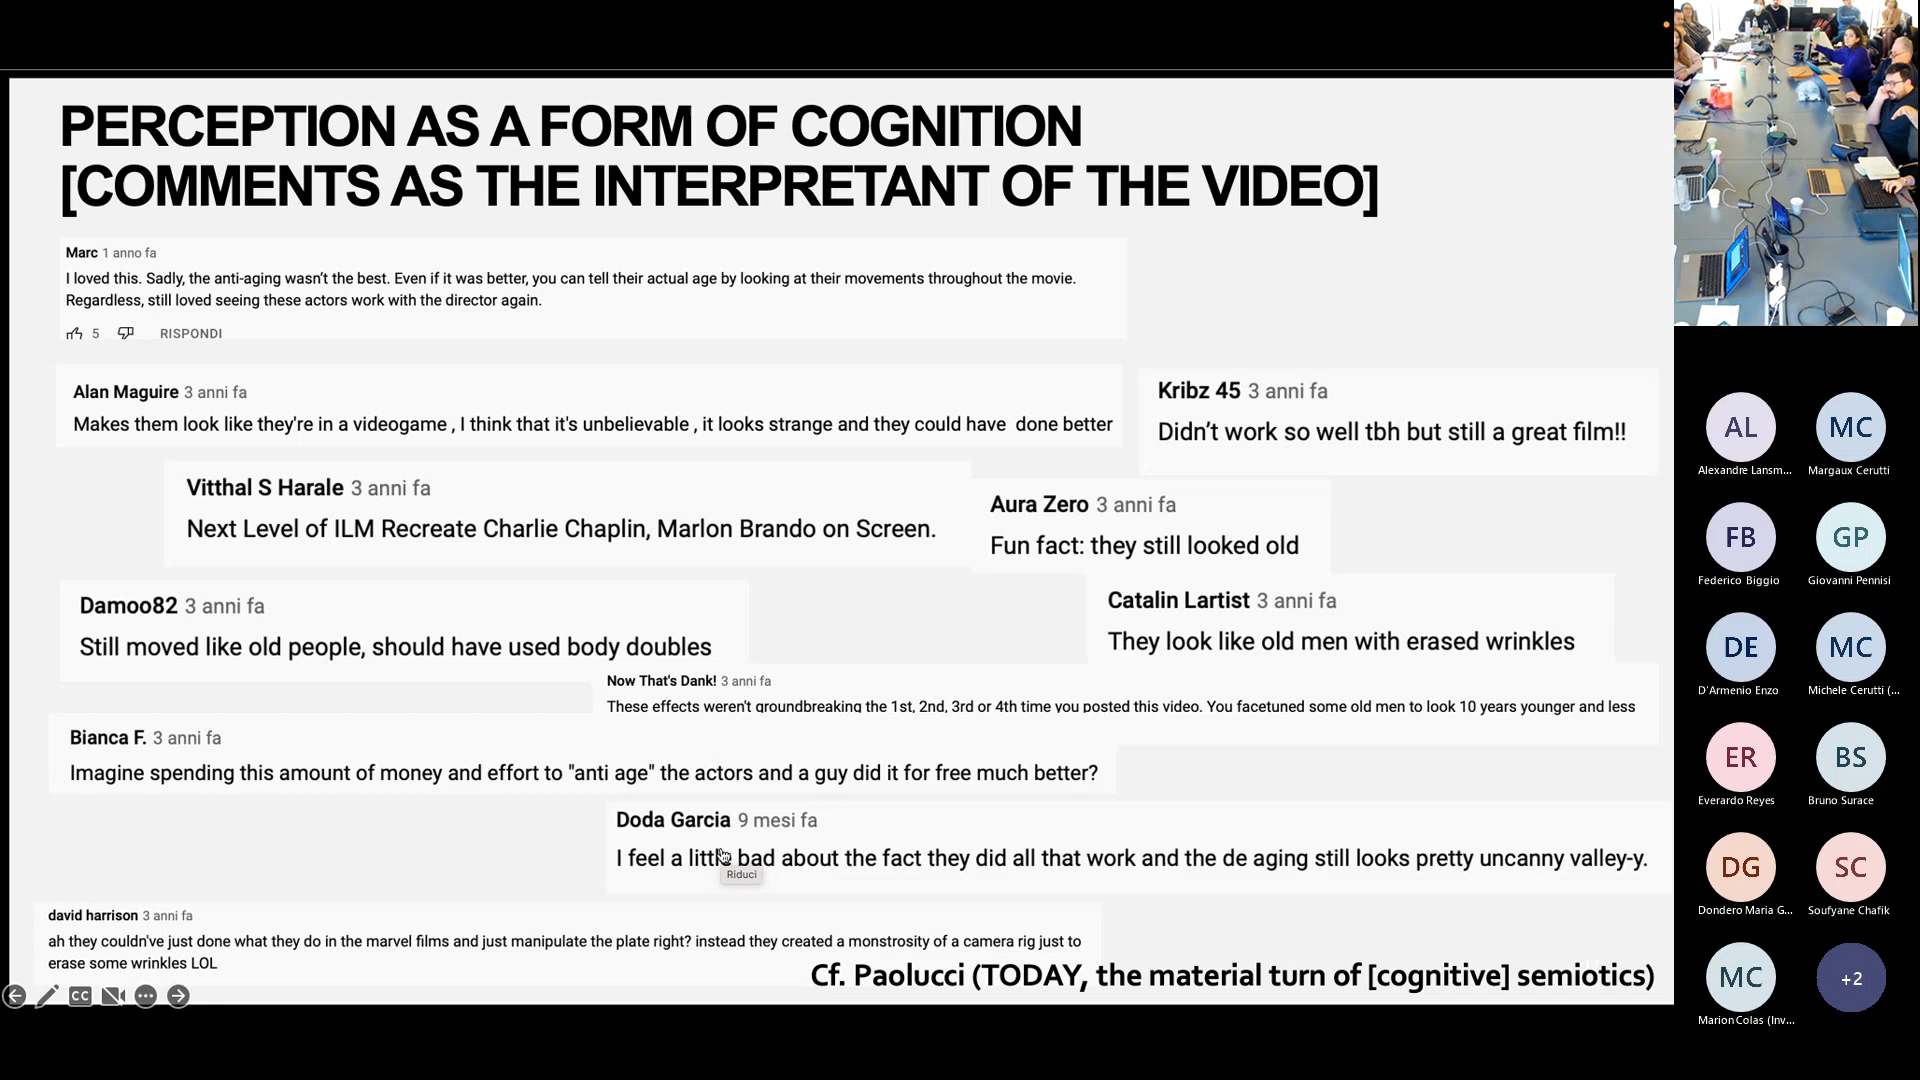 PERCEPTION AS A FORM OF COGNITION
[COMMENTS AS THE INTERPRETANT OF THE VIDEO]
Marc 1 anno fa
I loved this. Sadly, the anti-aging wasn't the best. Even if it was better, you can tell their actual age by looking at their movements throughout the movie.
Regardless, still loved seeing these actors work with the director again.
5 RISPONDI
Alan Maguire 3 anni fa
Makes them look like they're in a videogame , I think that it's unbelievable , it looks strange and they could have done better
Kribz 45 3 anni fa
Didn't work so well tbh but still a great film!!
Vitthal S Harale 3 anni fa
Next Level of ILM Recreate Charlie Chaplin, Marlon Brando on Screen.
Aura Zero 3 anni fa
Fun fact: they still looked old
Damoo82 3 anni fa
Still moved like old people, should have used body doubles
Catalin Lartist 3 anni fa
They look like old men with erased wrinkles
Now That's Dank! 3 anni fa
These effects weren't groundbreaking the 1st, 2nd, 3rd or 4th time you posted this video. You facetuned some old men to look 10 years younger and less
Bianca F. 3 anni fa
Imagine spending this amount of money and effort to "anti age" the actors and a guy did it for free much better?
Doda Garcia 9 mesi fa
I feel a little bad about the fact they did all that work and the de aging still looks pretty uncanny valley-y.
Riduci
david harrison 3 anni fa
ah they couldn've just done what they do in the marvel films and just manipulate the plate right? instead they created a monstrosity of a camera rig just to
erase some wrinkles LOL
Cf. Paolucci (TODAY, the material turn of [cognitive] semiotics)
CC
AL
Alexandre Lansm...
MC
Margaux Cerutti
FB
Federico Biggio
GP
Giovanni Pennisi
DE
D'Armenio Enzo
MC
Michele Cerutti (...
ER
Everardo Reyes
BS
Bruno Surace
DG
Dondero Maria G...
SC
Soufyane Chafik
MC
Marion Colas (Inv...
+2